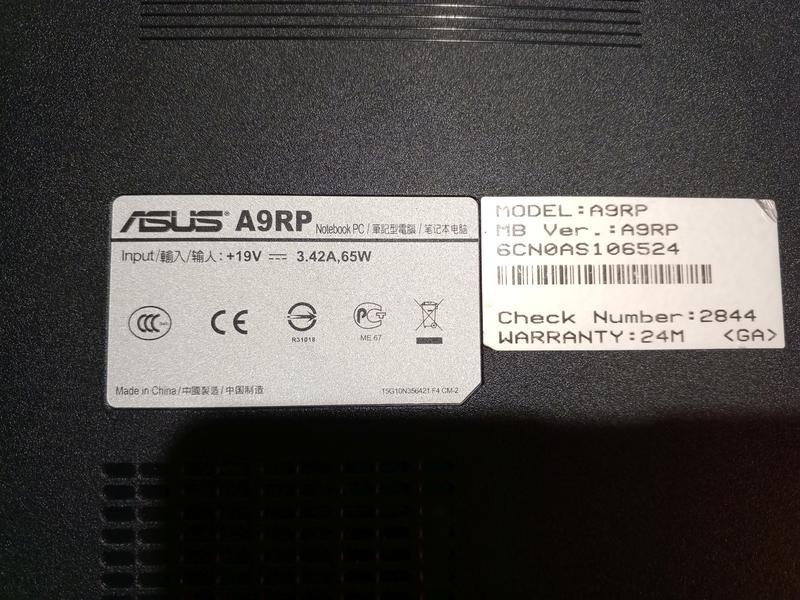 ASUS® A9RP Notebook PC / 筆記型電腦 / 笔记本电脑
Input/輸入/输入: +19V ⎓ 3.42A,65W
CCC
CE
R31018
PCT
ME 67
Made in China / 中國製造 / 中国制造
15G10N356421 F4 CM-2
MODEL:A9RP
MB Ver.:A9RP
6CN0AS106524
Check Number:2844
WARRANTY:24M <GA>